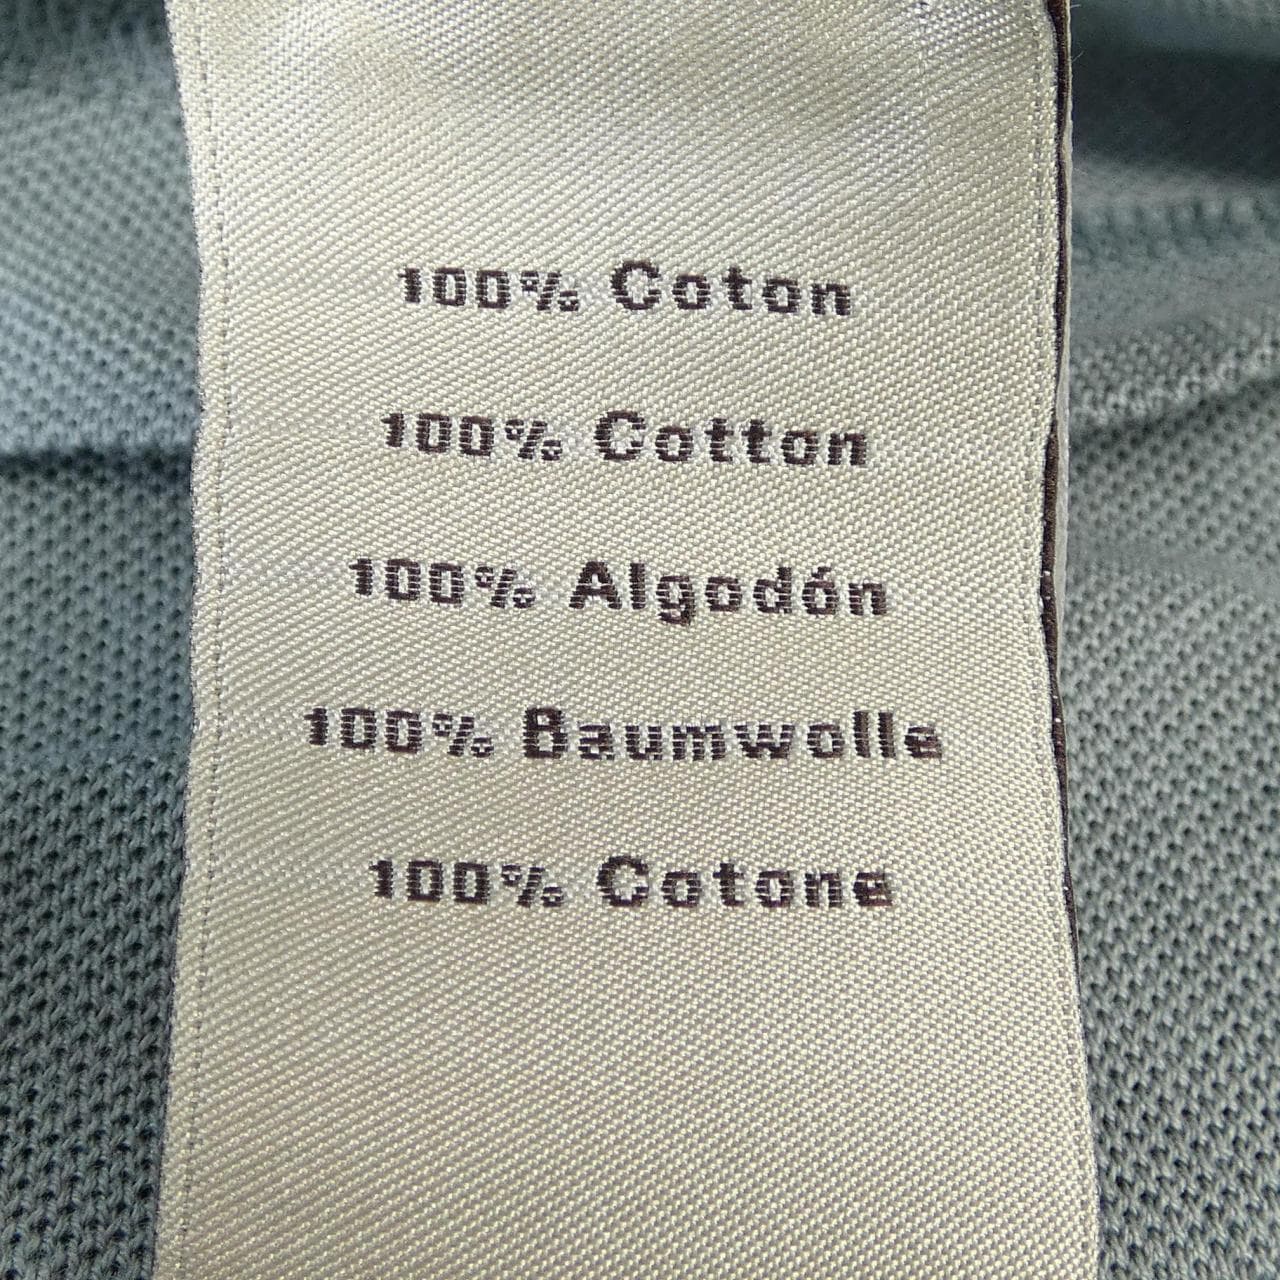 100% Coton
100% Cotton
100% Algodón
100% Baumwolle
100% Cotone